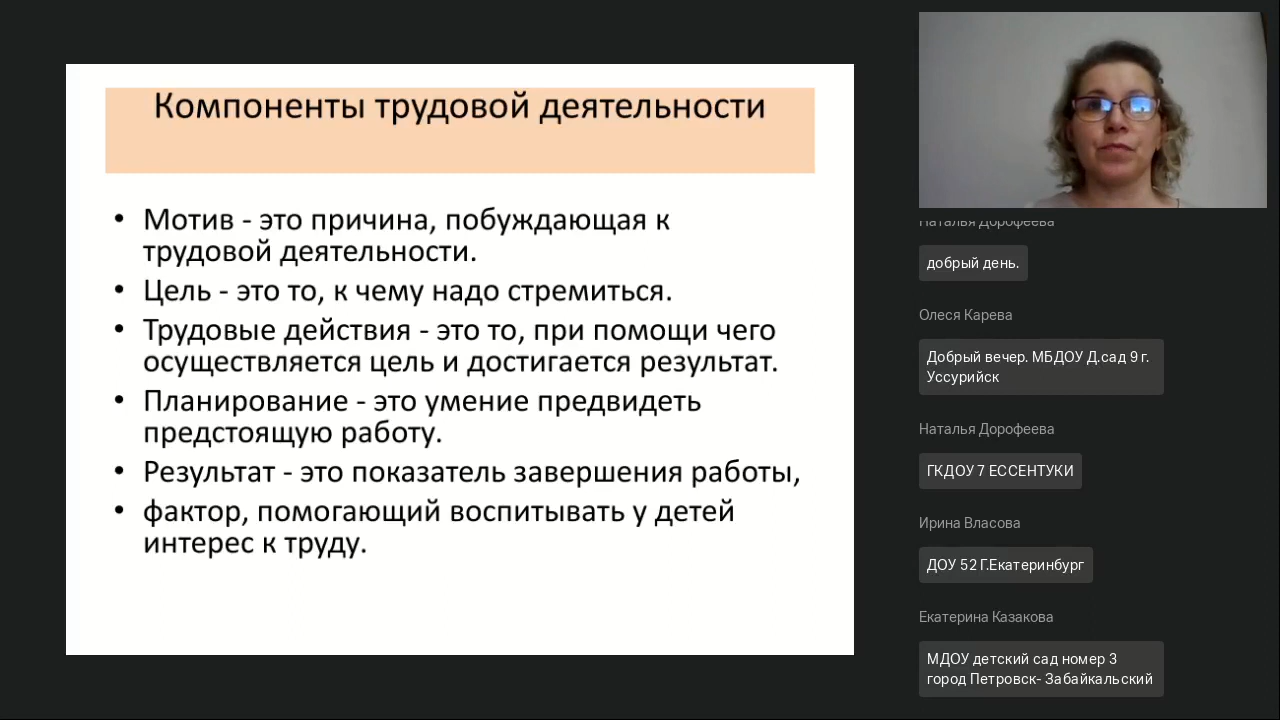 Компоненты трудовой деятельности
• Мотив - это причина, побуждающая к
трудовой деятельности.
• Цель - это то, к чему надо стремиться.
• Трудовые действия - это то, при помощи чего
осуществляется цель и достигается результат.
• Планирование - это умение предвидеть
предстоящую работу.
• Результат - это показатель завершения работы,
• фактор, помогающий воспитывать у детей
интерес к труду.
Наталья Дорофеева
добрый день.
Олеся Карева
Добрый вечер. МБДОУ Д.сад 9 г.
Уссурийск
Наталья Дорофеева
ГКДОУ 7 ЕССЕНТУКИ
Ирина Власова
ДОУ 52 Г.Екатеринбург
Екатерина Казакова
МДОУ детский сад номер 3
город Петровск- Забайкальский